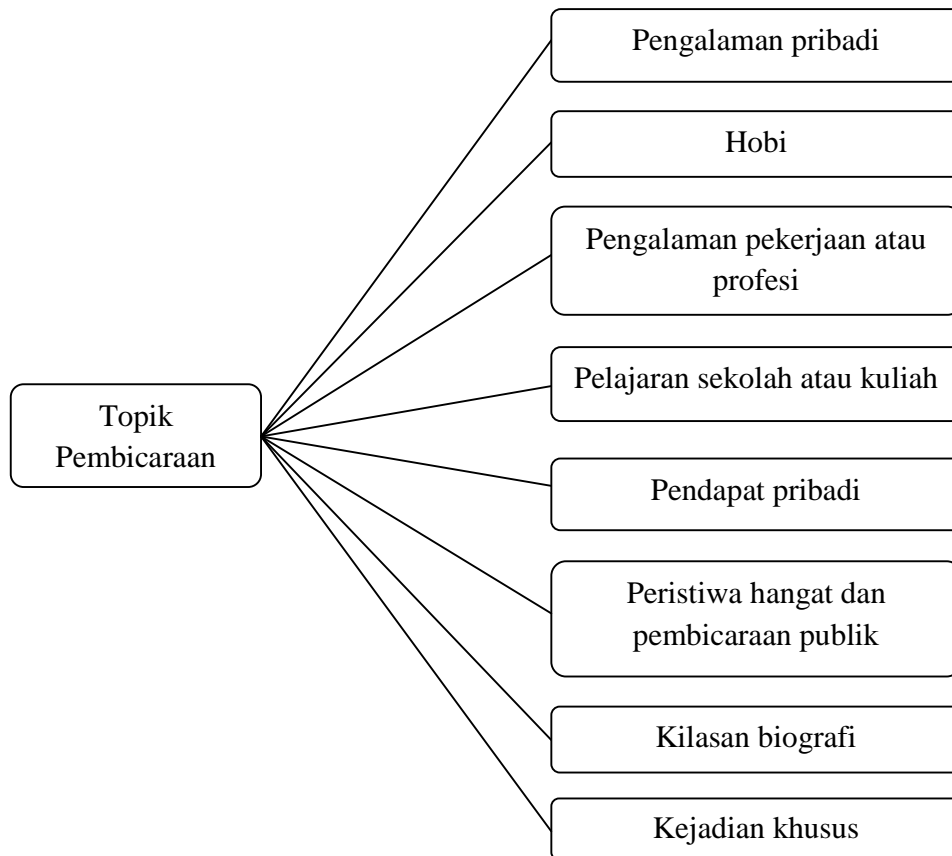 Pengalaman pribadi
Hobi
Pengalaman pekerjaan atau
profesi
Pelajaran sekolah atau kuliah
Topik
Pembicaraan
Pendapat pribadi
Peristiwa hangat dan
pembicaraan publik
Kilasan biografi
Kejadian khusus